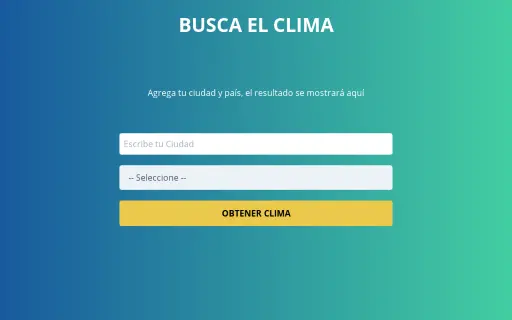 BUSCA EL CLIMA
Agrega tu ciudad y país, el resultado se mostrará aquí
Escribe tu Ciudad
-- Seleccione --
OBTENER CLIMA